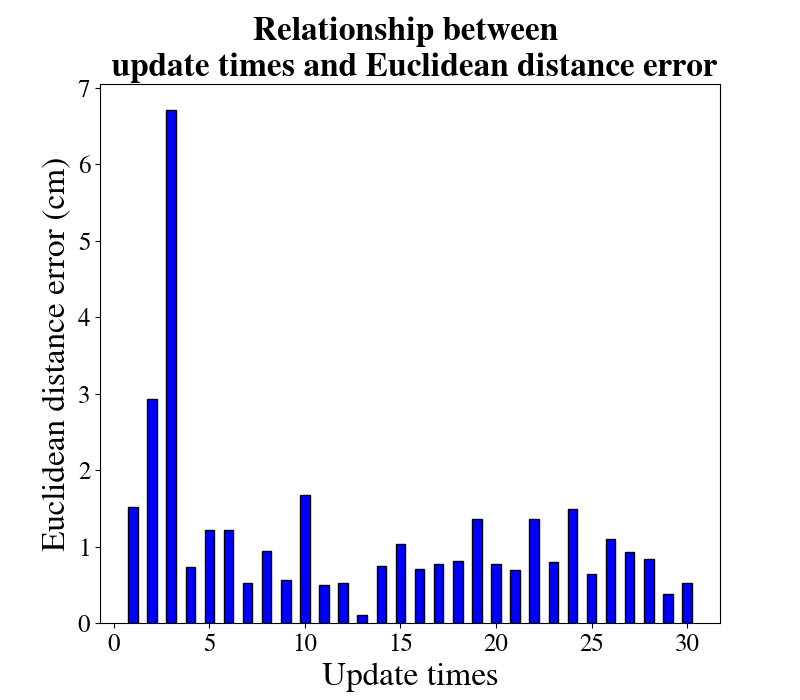 Relationship between
update times and Euclidean distance error
Euclidean distance error (cm)
7
6
5
4
3
2
1
0
0 5 10 15 20 25 30
Update times